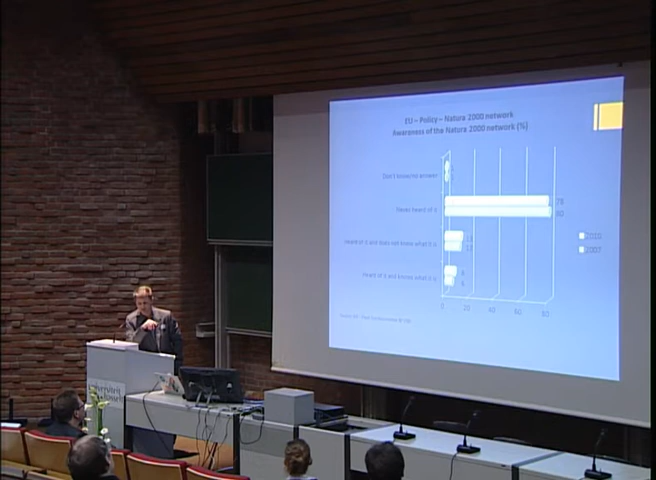 EU – Policy – Natura 2000 network
Awareness of the Natura 2000 network (%)
Don't know/no answer
Never heard of it
78
80
Heard of it and does not know what it is
Heard of it and knows what it is
6
2010
2007
0
20
40
60
80